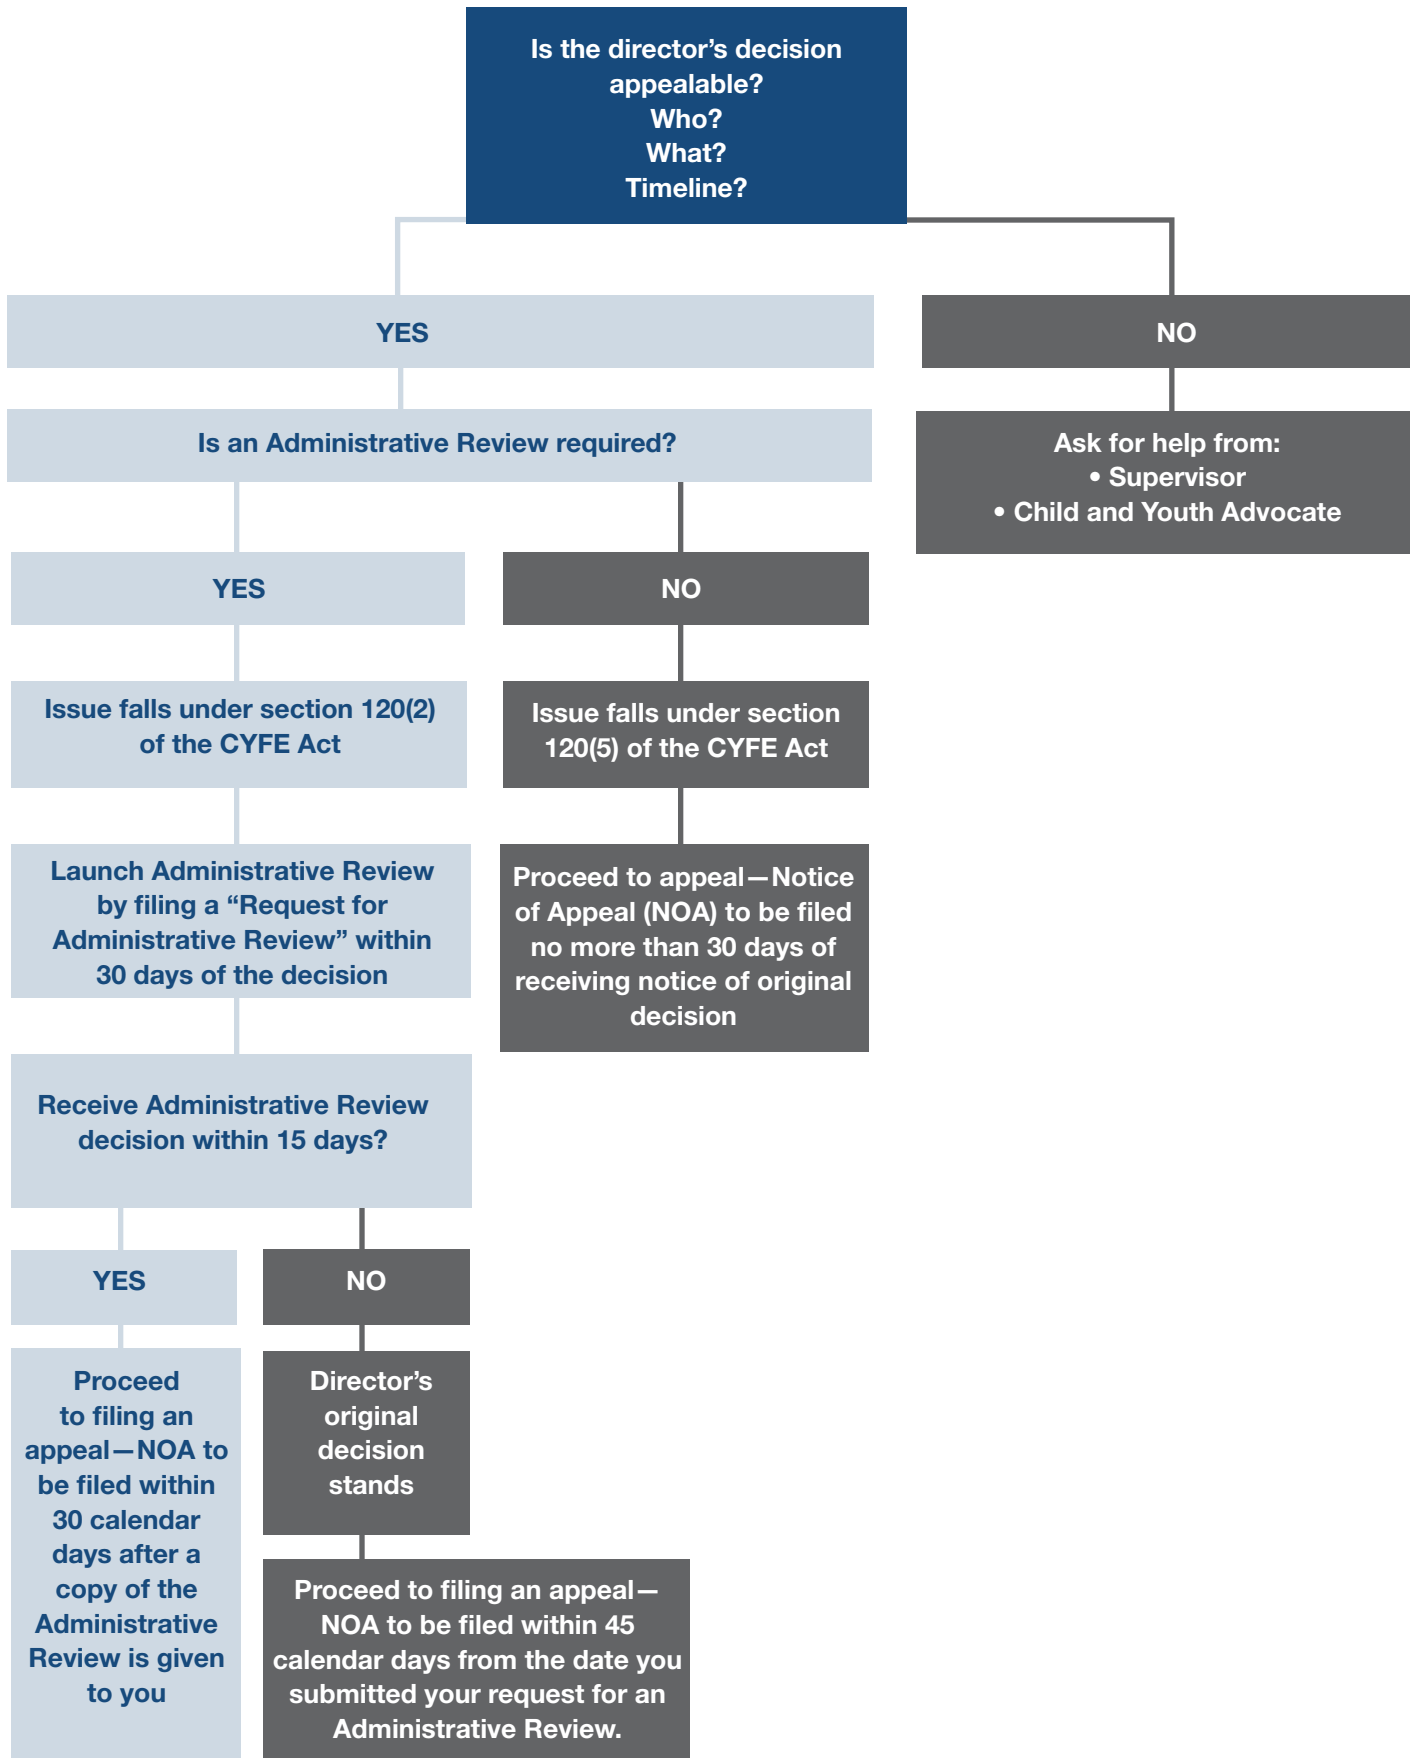 Is the director’s decision
appealable?
Who?
What?
Timeline?
YES
NO
Is an Administrative Review required?
Ask for help from:
• Supervisor
• Child and Youth Advocate
YES
NO
Issue falls under section 120(2)
of the CYFE Act
Issue falls under section
120(5) of the CYFE Act
Launch Administrative Review
by filing a “Request for
Administrative Review” within
30 days of the decision
Proceed to appeal—Notice
of Appeal (NOA) to be filed
no more than 30 days of
receiving notice of original
decision
Receive Administrative Review
decision within 15 days?
YES
NO
Proceed
to filing an
appeal—NOA to
be filed within
30 calendar
days after a
copy of the
Administrative
Review is given
to you
Director’s
original
decision
stands
Proceed to filing an appeal—
NOA to be filed within 45
calendar days from the date you
submitted your request for an
Administrative Review.